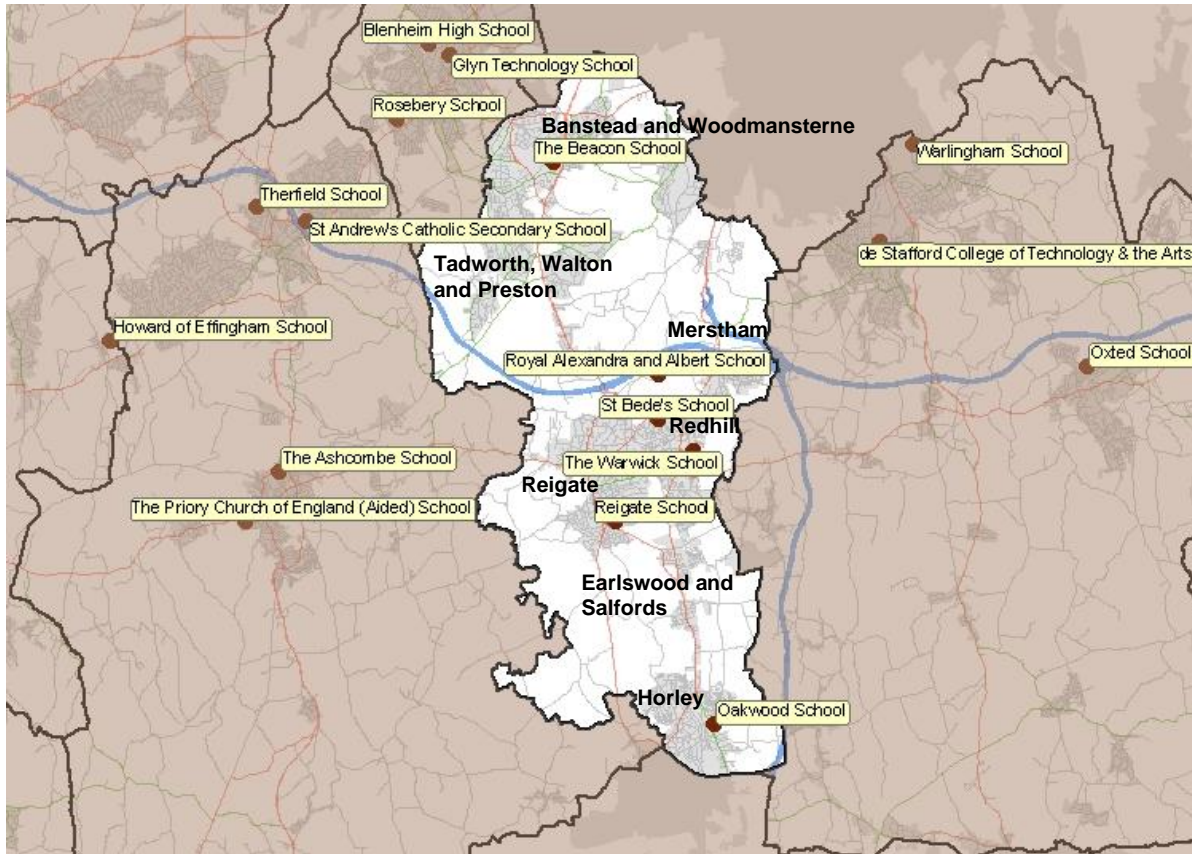 Blenheim High School
Glyn Technology School
Rosebery School
Banstead and Woodmansterne
The Beacon School
Warlingham School
Therfield School
St Andrew's Catholic Secondary School
de Stafford College of Technology & the Arts
Tadworth, Walton
and Preston
Howard of Effingham School
Merstham
Royal Alexandra and Albert School
Oxted School
St Bede's School
Redhill
The Ashcombe School
The Warwick School
Reigate
The Priory Church of England (Aided) School
Reigate School
Earlswood and
Salfords
Horley
Oakwood School